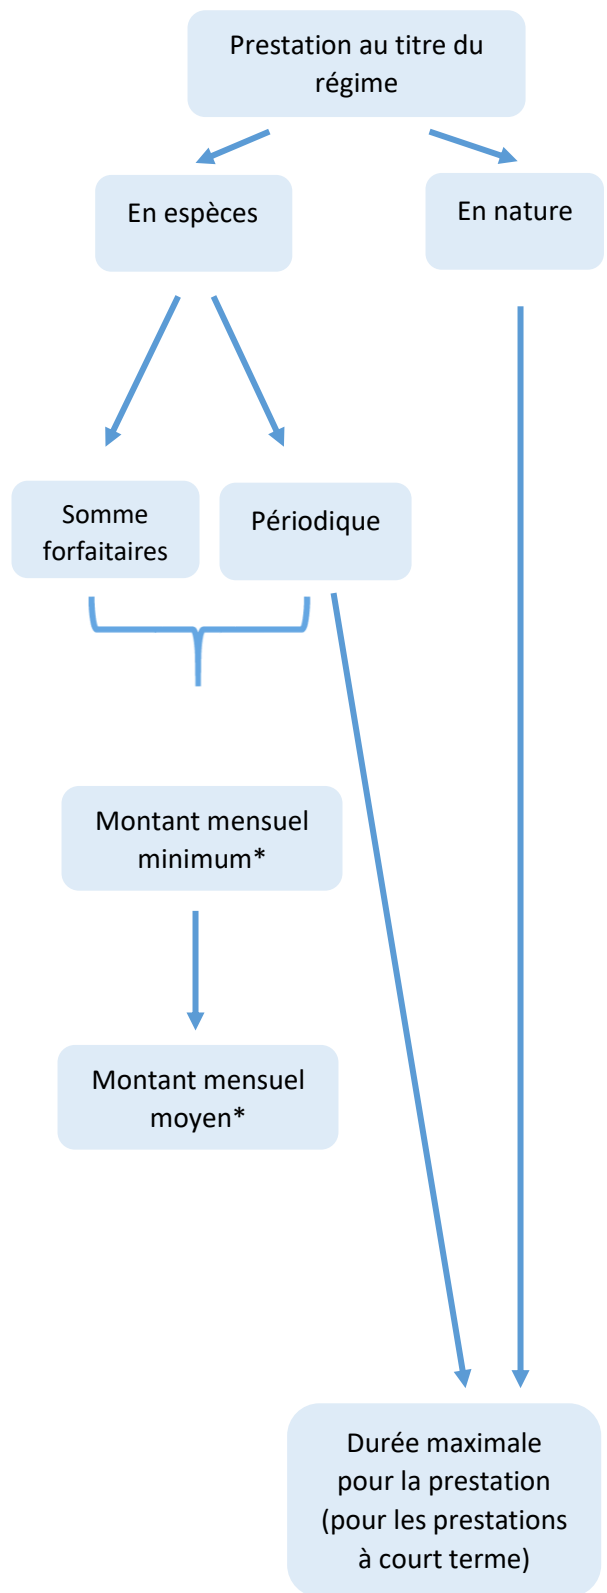 Prestation au titre du
régime
En espèces
En nature
Somme
forfaitaires
Périodique
Montant mensuel
minimum*
Montant mensuel
moyen*
Durée maximale
pour la prestation
(pour les prestations
à court terme)